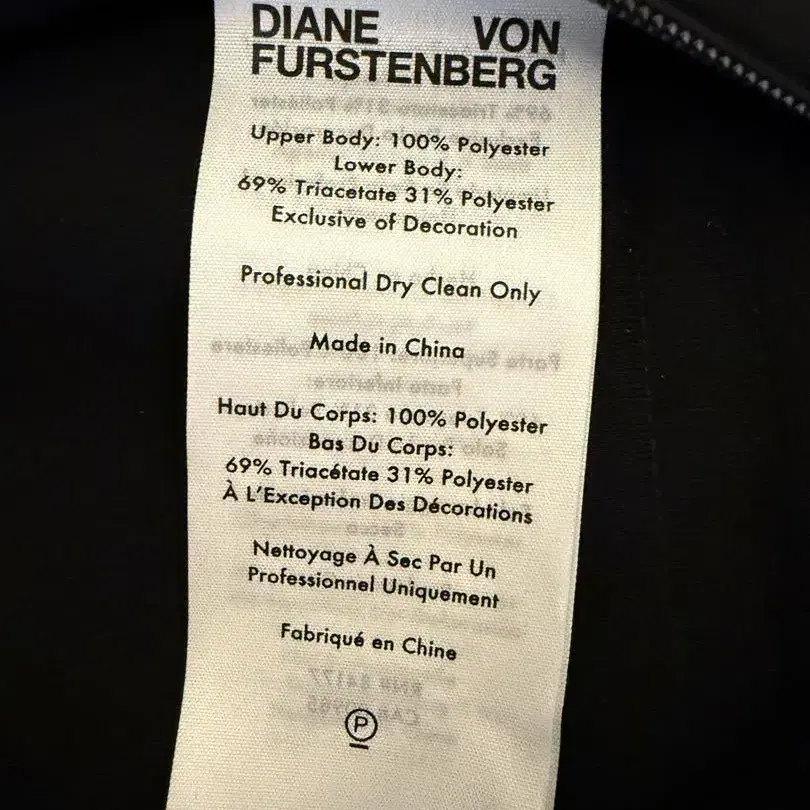 DIANE VON
FURSTENBERG
Upper Body: 100% Polyester
Lower Body:
69% Triacetate 31% Polyester
Exclusive of Decoration
Professional Dry Clean Only
Made in China
Haut Du Corps: 100% Polyester
Bas Du Corps:
69% Triacétate 31% Polyester
À L'Exception Des Décorations
Nettoyage À Sec Par Un
Professionnel Uniquement
Fabriqué en Chine
P